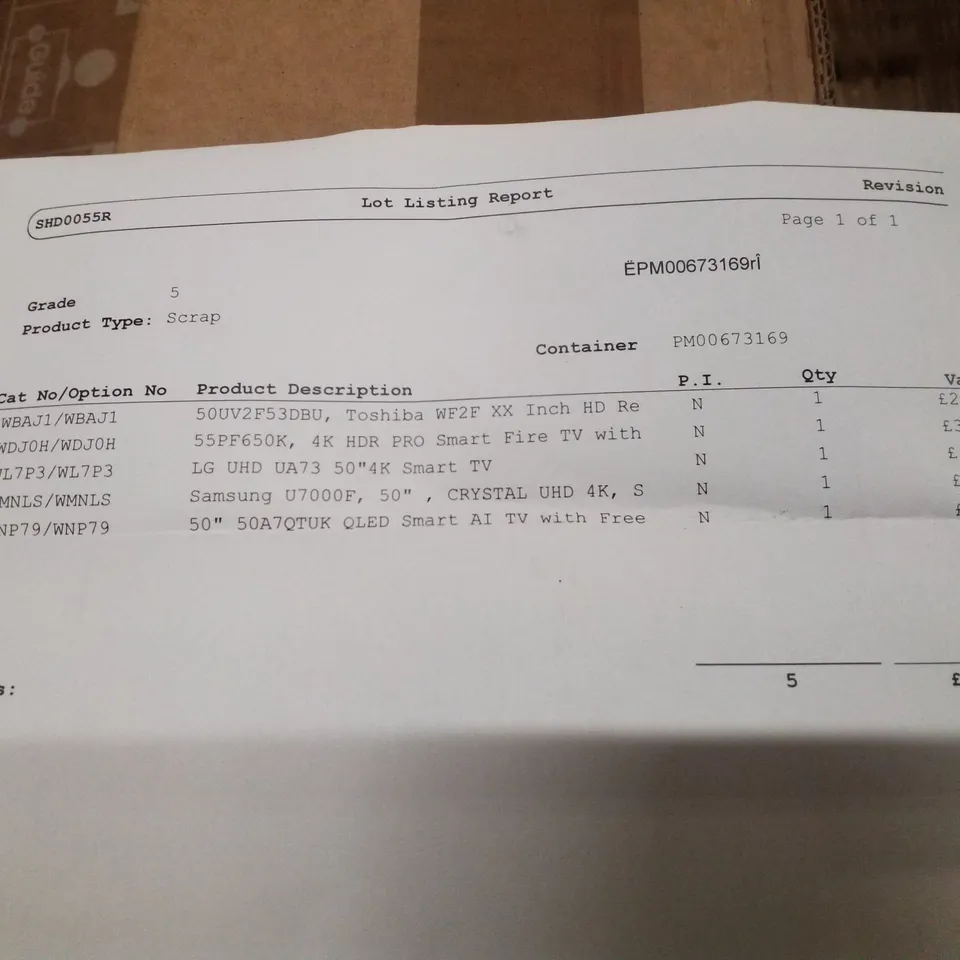 Guide
SHD0055R Lot Listing Report Revision
Page 1 of 1
ËPM00673169rÎ
Grade 5
Product Type: Scrap
Container PM00673169
Cat No/Option No Product Description P.I. Qty Va
WBAJ1/WBAJ1 50UV2F53DBU, Toshiba WF2F XX Inch HD Re N 1 £2
WDJ0H/WDJ0H 55PF650K, 4K HDR PRO Smart Fire TV with N 1 £3
WL7P3/WL7P3 LG UHD UA73 50"4K Smart TV N 1 £
WMNLS/WMNLS Samsung U7000F, 50" , CRYSTAL UHD 4K, S N 1 £
NP79/WNP79 50" 50A7QTUK QLED Smart AI TV with Free N 1 £
s: 5 £